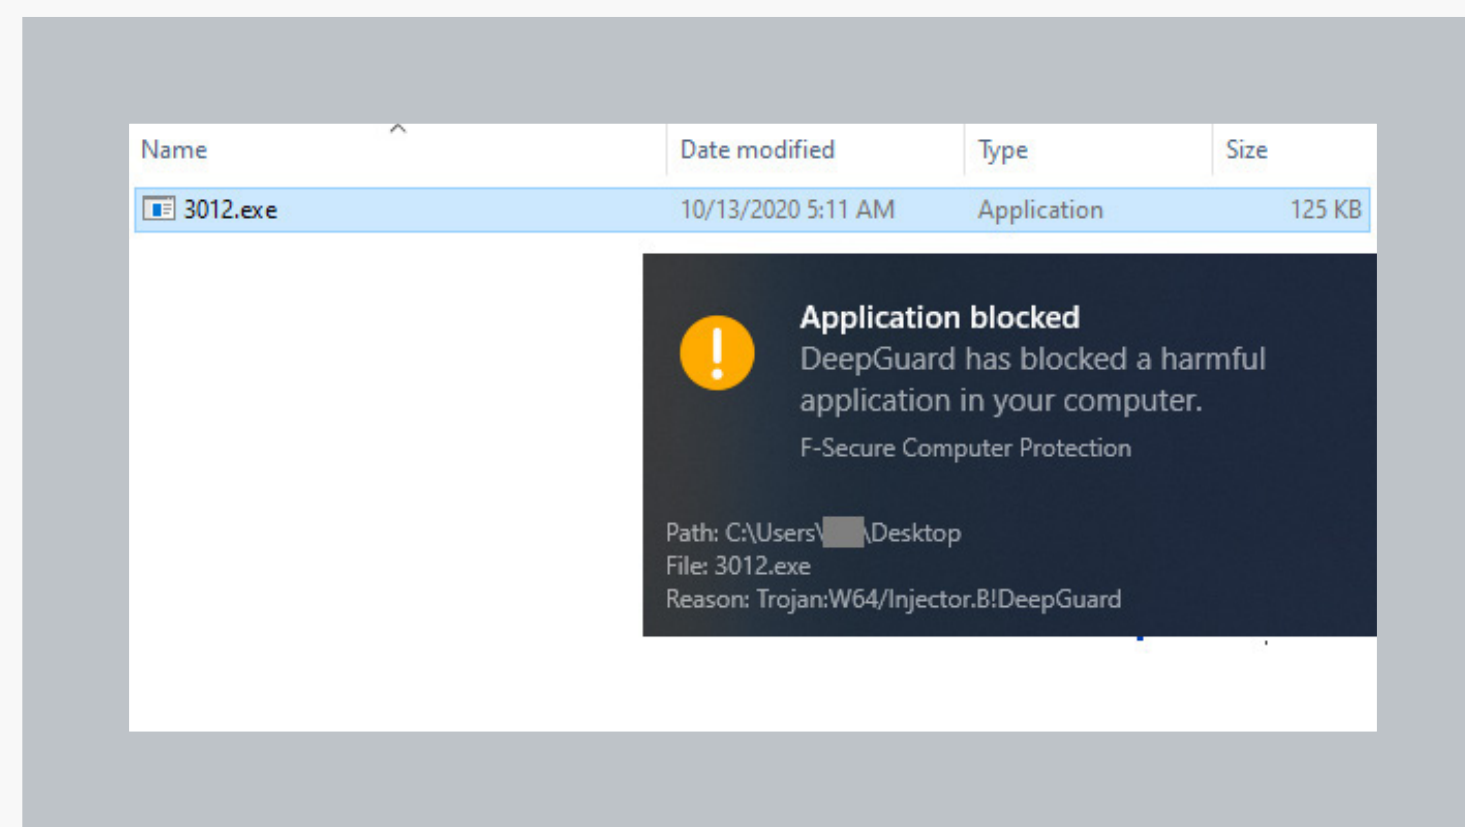 Name Date modified Type Size
3012.exe 10/13/2020 5:11 AM Application 125 KB
Application blocked
DeepGuard has blocked a harmful
application in your computer.
F-Secure Computer Protection
Path: C:\Users\ \Desktop
File: 3012.exe
Reason: Trojan:W64/Injector.B!DeepGuard